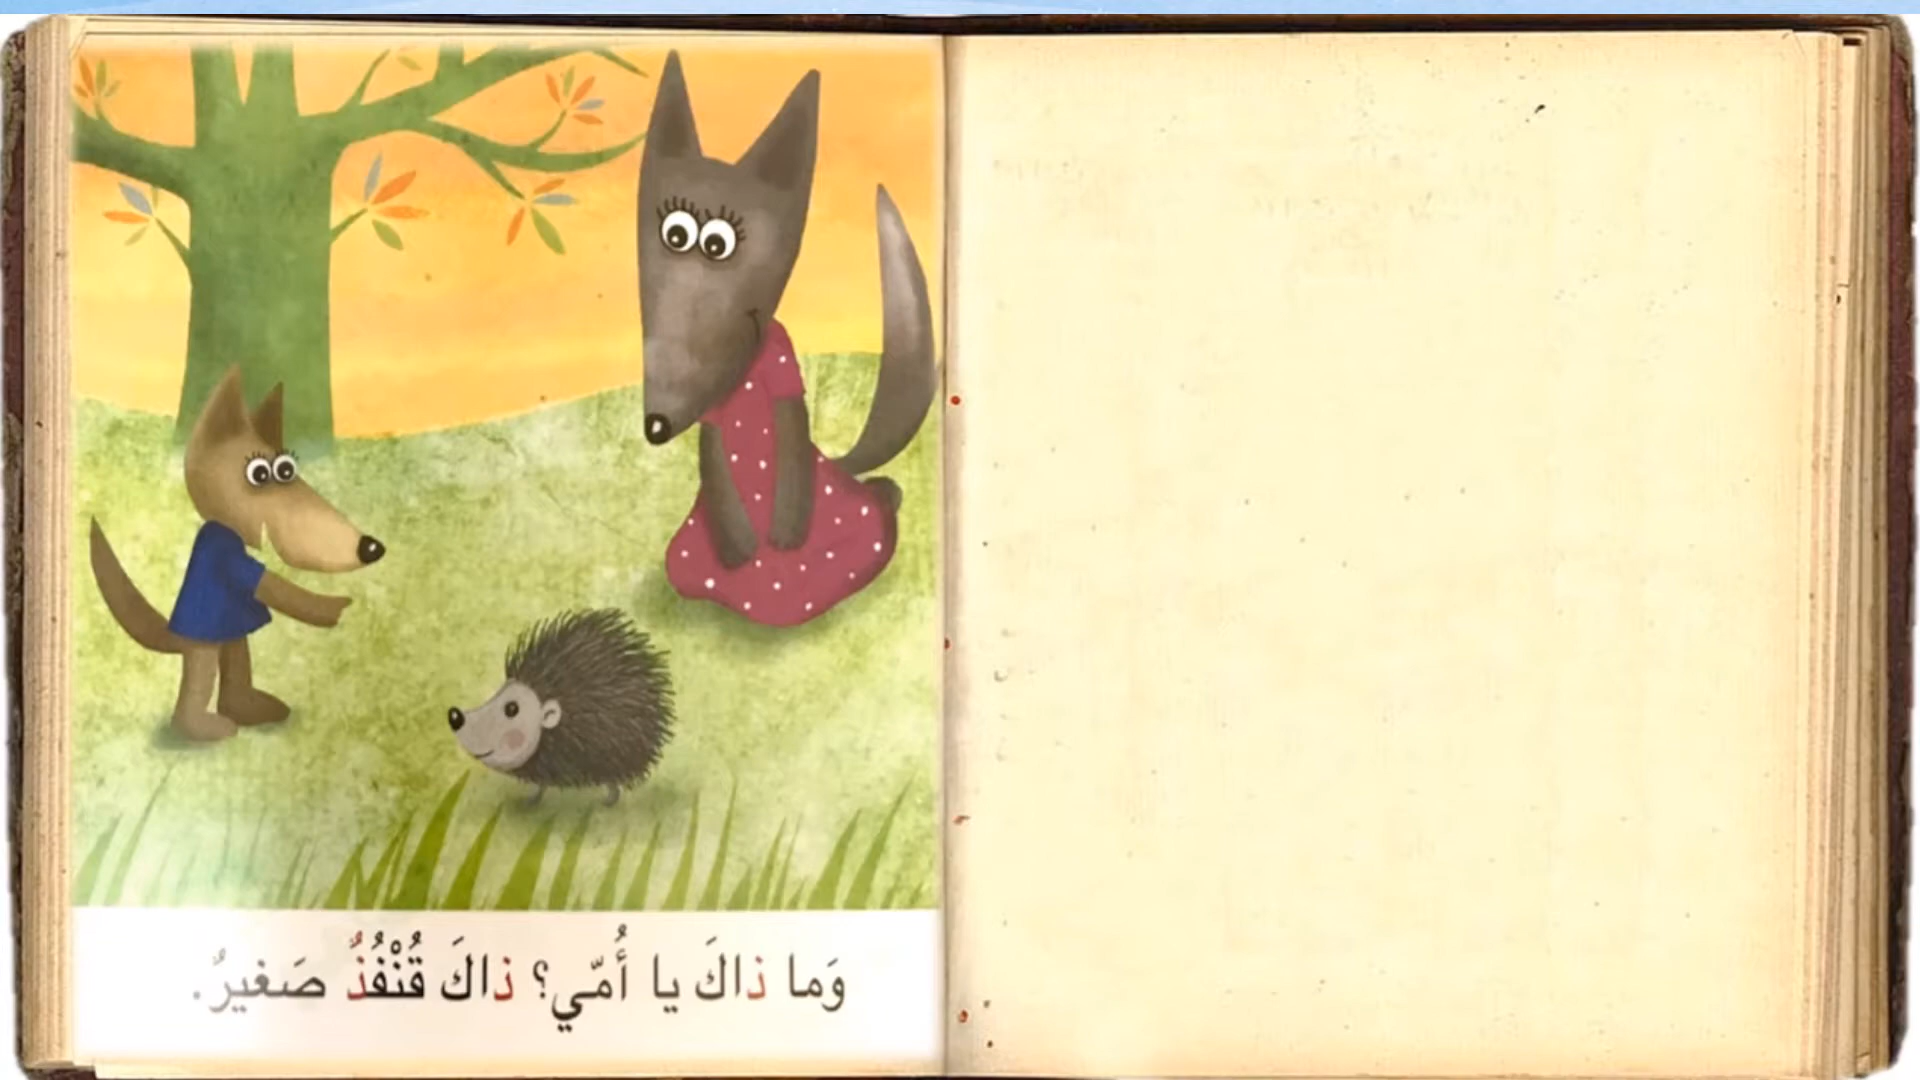 وَما ذاكَ يا أُمّي؟ ذاكَ قُنْفُذٌ صَغيرٌ.